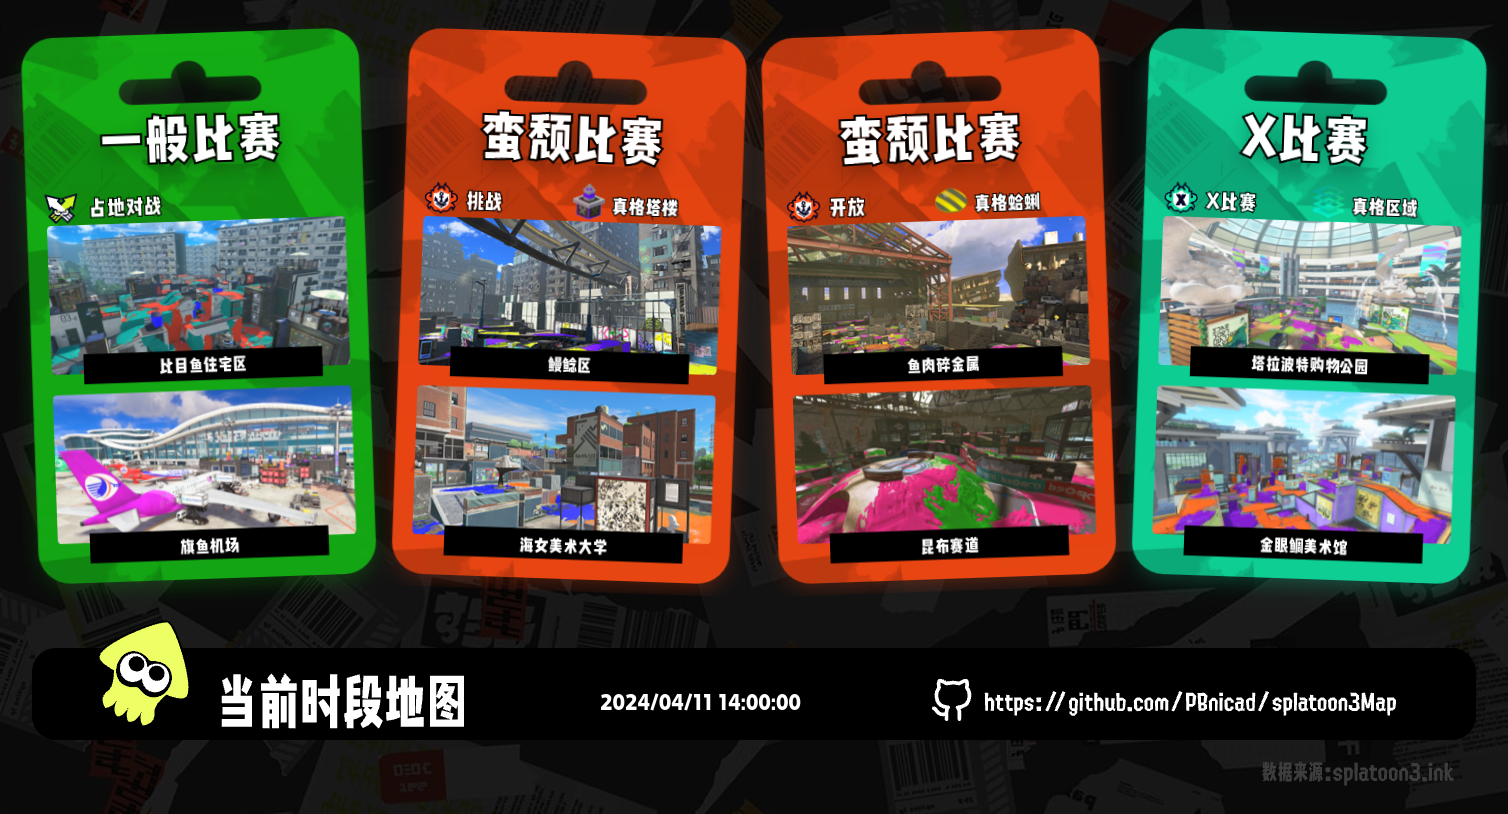 一般比赛
占地对战
比目鱼住宅区
旗鱼机场
蛮颓比赛
挑战
真格塔楼
鳗鲶区
海女美术大学
蛮颓比赛
开放
真格蛤蜊
鱼肉碎金属
昆布赛道
X比赛
X比赛
真格区域
塔拉波特购物公园
金眼鲷美术馆
当前时段地图
2024/04/11 14:00:00
https://github.com/PBnicad/splatoon3Map
数据来源:splatoon3.ink